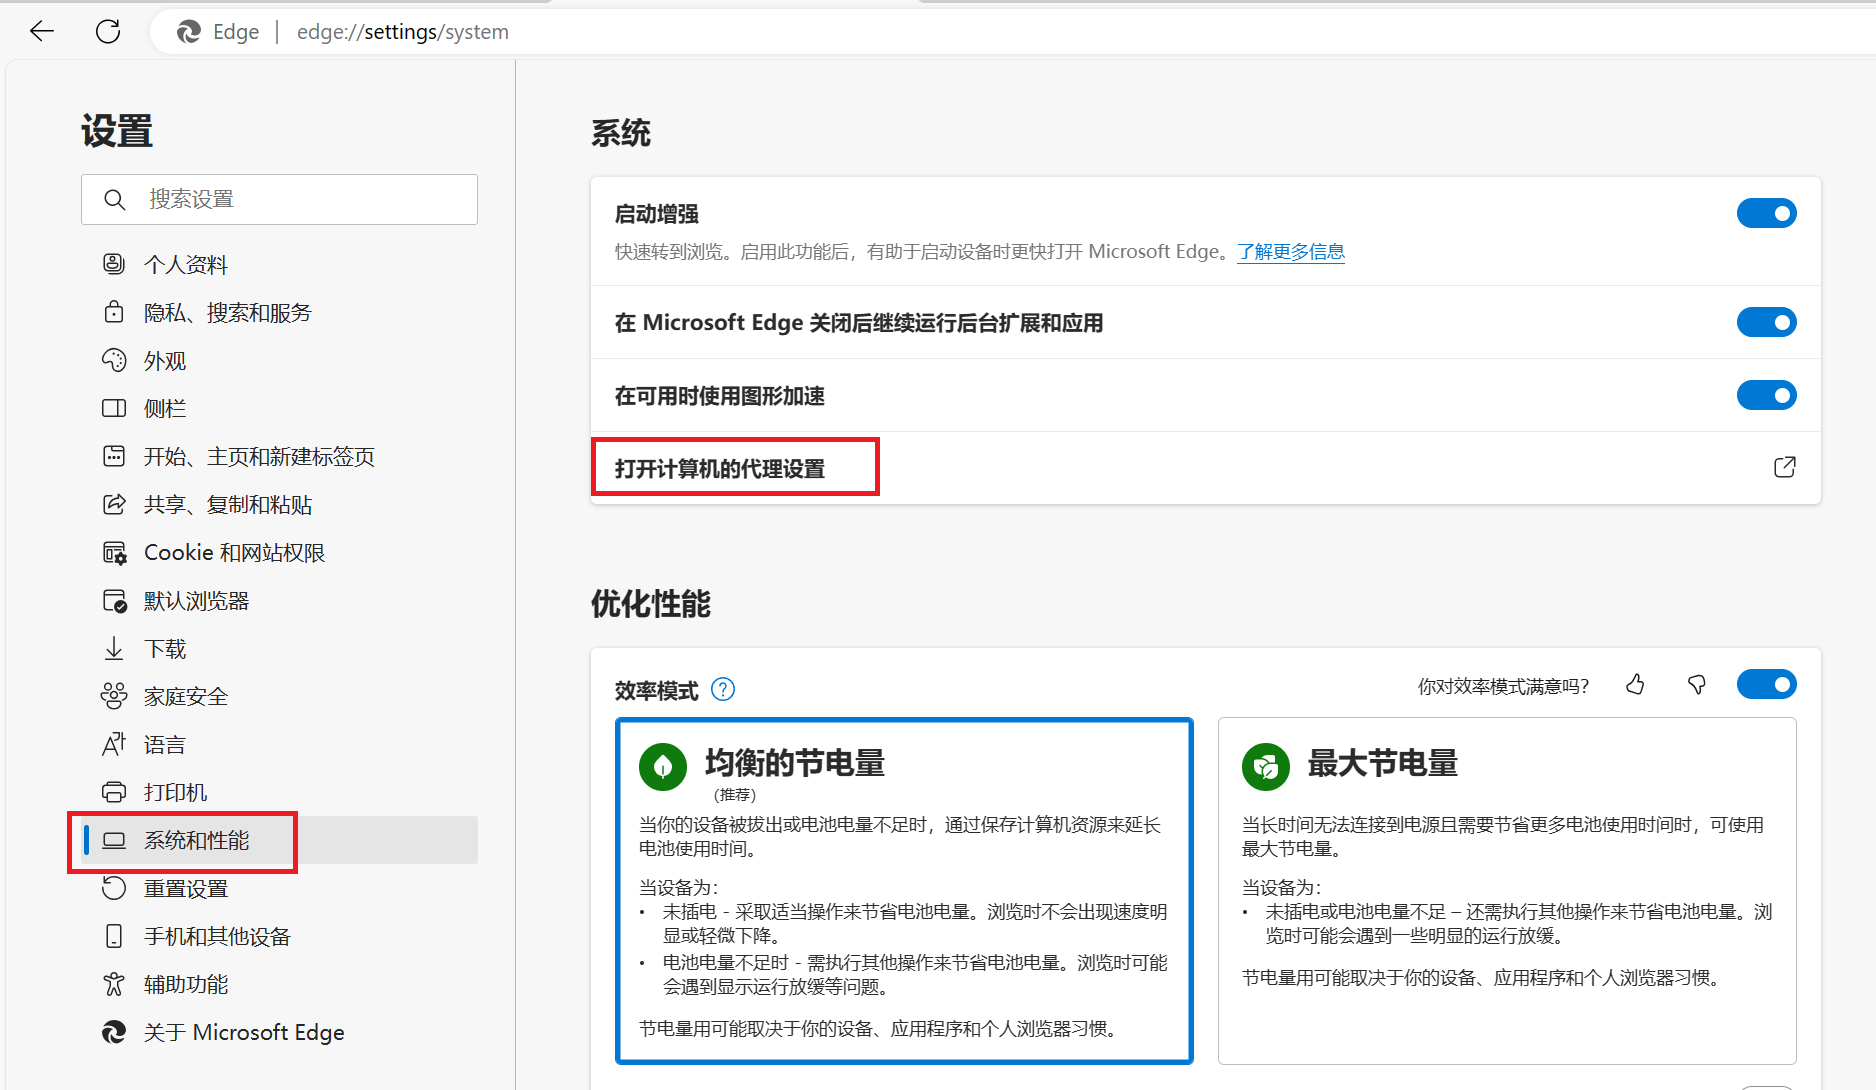 Edge
edge://settings/system
设置
搜索设置
个人资料
隐私、搜索和服务
外观
侧栏
开始、主页和新建标签页
共享、复制和粘贴
Cookie 和网站权限
默认浏览器
下载
家庭安全
语言
打印机
系统和性能
重置设置
手机和其他设备
辅助功能
关于 Microsoft Edge
系统
启动增强
快速转到浏览。启用此功能后，有助于启动设备时更快打开 Microsoft Edge。了解更多信息
在 Microsoft Edge 关闭后继续运行后台扩展和应用
在可用时使用图形加速
打开计算机的代理设置
优化性能
效率模式
你对效率模式满意吗？
均衡的节电量
（推荐）
当你的设备被拔出或电池电量不足时，通过保存计算机资源来延长
电池使用时间。
当设备为：
• 未插电 - 采取适当操作来节省电池电量。浏览时不会出现速度明
显或轻微下降。
• 电池电量不足时 - 需执行其他操作来节省电池电量。浏览时可能
会遇到显示运行放缓等问题。
节电量用可能取决于你的设备、应用程序和个人浏览器习惯。
最大节电量
当长时间无法连接到电源且需要节省更多电池使用时间时，可使用
最大节电量。
当设备为：
• 未插电或电池电量不足 – 还需执行其他操作来节省电池电量。浏
览时可能会遇到一些明显的运行放缓。
节电量用可能取决于你的设备、应用程序和个人浏览器习惯。